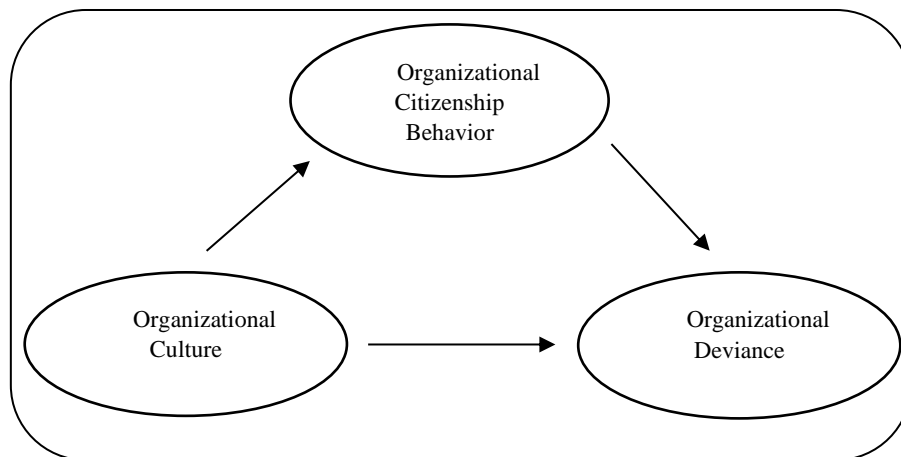 Organizational
Citizenship
Behavior
Organizational
Culture
Organizational
Deviance